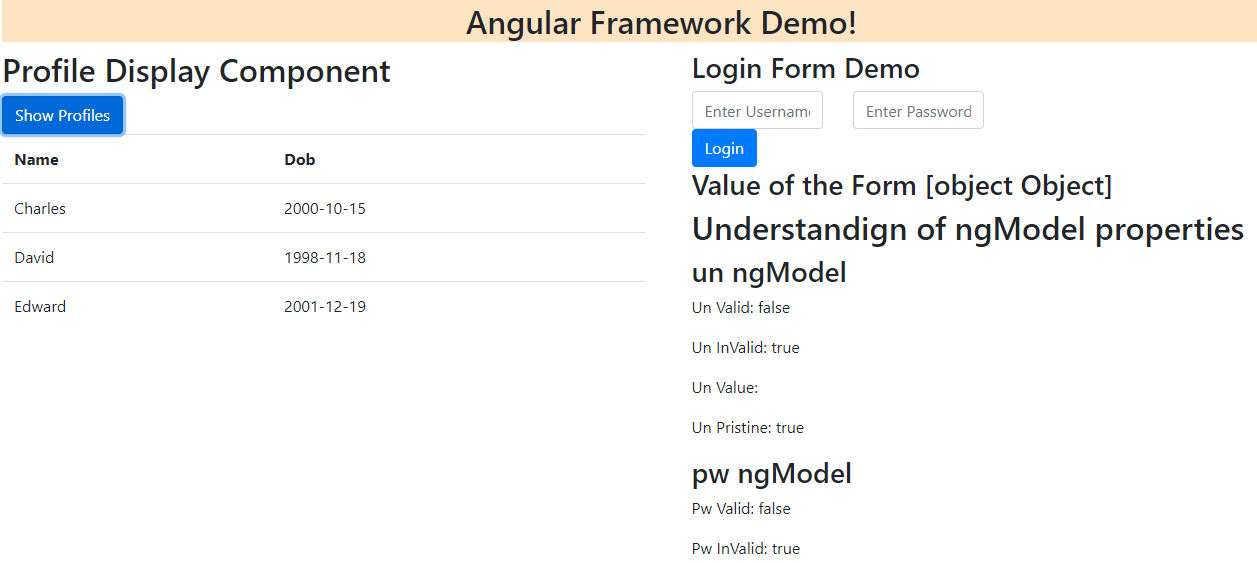 Angular Framework Demo!
Profile Display Component
Show Profiles
Name Dob
Charles 2000-10-15
David 1998-11-18
Edward 2001-12-19
Login Form Demo
Enter Usernam Enter Password
Login
Value of the Form [object Object]
Understandign of ngModel properties
un ngModel
Un Valid: false
Un InValid: true
Un Value:
Un Pristine: true
pw ngModel
Pw Valid: false
Pw InValid: true